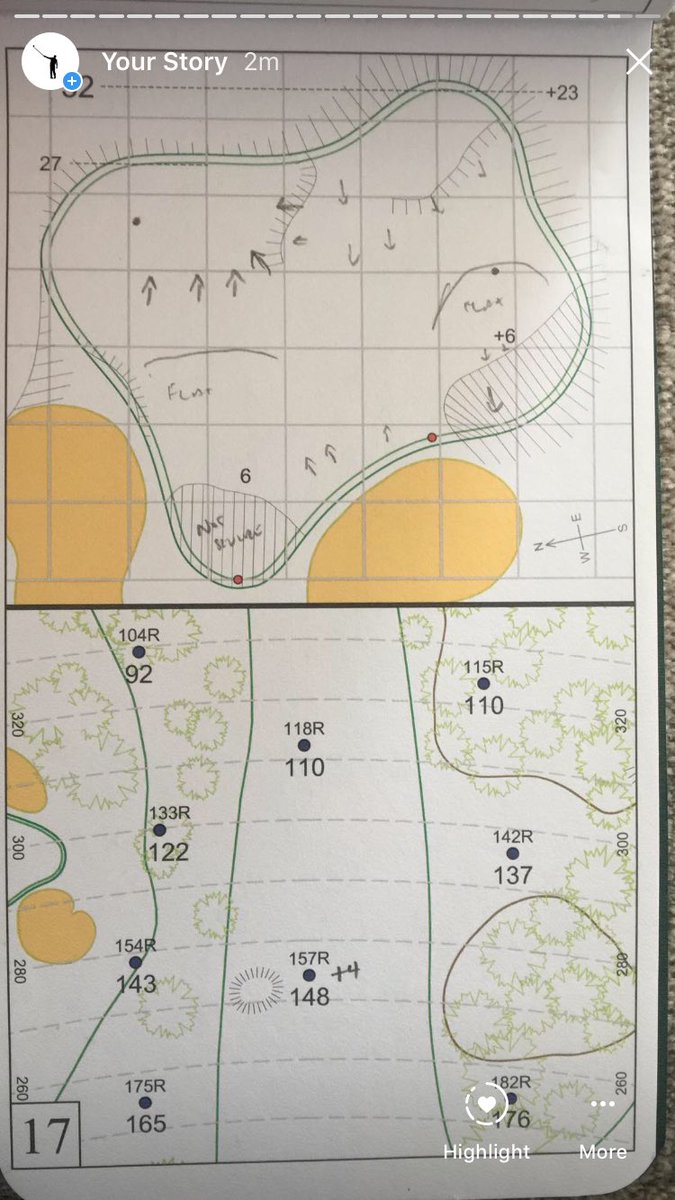 Your Story 2m
+23
27
FLAT
+6
FLAT
6
NOT
E
N
S
W
104R
92
115R
110
320
320
118R
110
133R
122
142R
137
300
300
154R
143
157R +4
148
280
280
175R
165
182R
176
260
260
17
Highlight
More